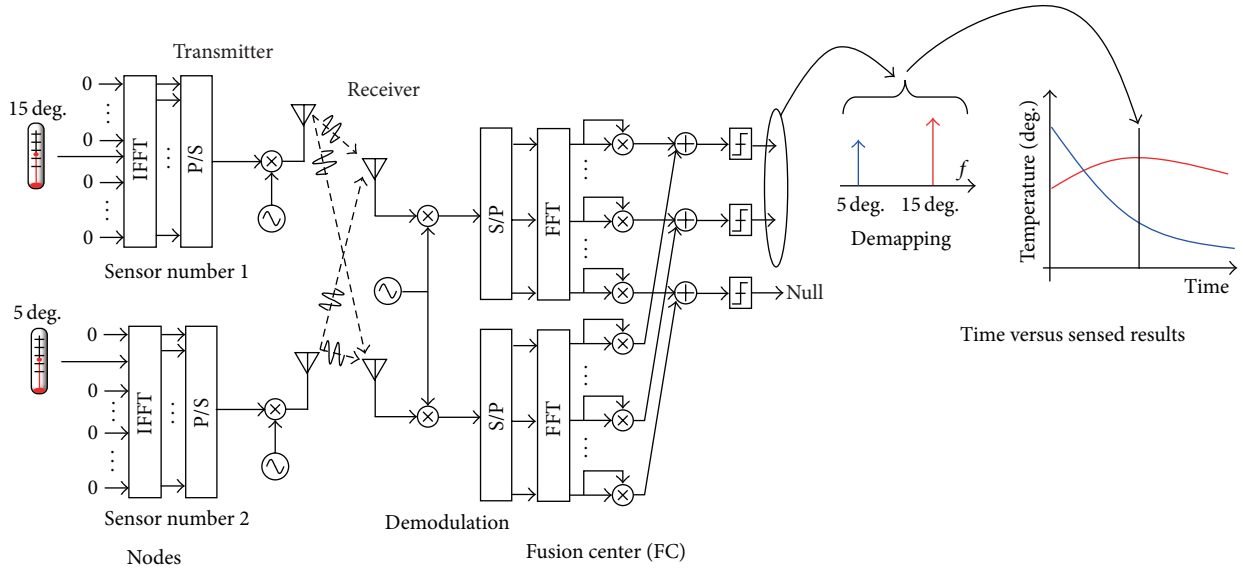 Transmitter
Receiver
15 deg.
0
⋮
0
0
⋮
0
IFFT
...
P/S
Sensor number 1
5 deg.
0
0
⋮
0
⋮
0
IFFT
...
P/S
Sensor number 2
Nodes
S/P
...
FFT
...
...
S/P
...
FFT
...
...
Demodulation
Fusion center (FC)
Null
f
5 deg.
15 deg.
Demapping
Temperature (deg.)
Time
Time versus sensed results